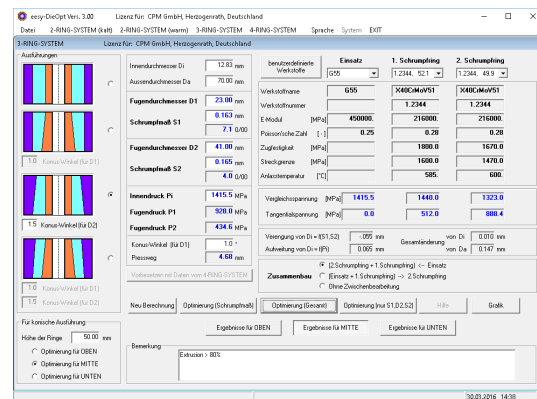 eesy-DieOpt Vers. 3.00 Lizenz für: CPM GmbH, Herzogenrath, Deutschland
Datei 2-RING-SYSTEM (kalt) 2-RING-SYSTEM (warm) 3-RING-SYSTEM 4-RING-SYSTEM Sprache System EXIT
3-RING-SYSTEM Lizenz für: CPM GmbH, Herzogenrath, Deutschland
Ausführungen
1.0 Konus-Winkel (für D1)
1.5 Konus-Winkel (für D2)
1.0 Konus-Winkel (für D1)
1.5 Konus-Winkel (für D2)
Für konische Ausführung
Höhe der Ringe 50.00 mm
Optimierung für OBEN
Optimierung für MITTE
Optimierung für UNTEN
Innendurchmesser Di 12.83 mm
Aussendurchmesser Da 70.00 mm
Fugendurchmesser D1 23.00 mm
Schrumpfmaß S1 0.163 mm
7.1 0/00
Fugendurchmesser D2 41.00 mm
Schrumpfmaß S2 0.165 mm
4.0 0/00
Innendruck Pi 1415.5 MPa
Fugendruck P1 928.0 MPa
Fugendruck P2 434.6 MPa
Konus-Winkel (für D1) 1.0 °
Pressweg 4.68 mm
Vorbesetzen mit Daten von 4-RING-SYSTEM
benutzerdefinierte Werkstoffe
Einsatz 1. Schrumpfring 2. Schrumpfring
G55 1.2344, 52.1 1.2344, 49.9
Werkstoffname G55 X40CrMoV51 X40CrMoV51
Werkstoffnummer 1.2344 1.2344
E-Modul [MPa] 450000. 216000. 216000.
Poisson'sche Zahl [-] 0.25 0.28 0.28
Zugfestigkeit [MPa] 1800.0 1670.0
Streckgrenze [MPa] 1600.0 1470.0
Anlasstemperatur [°C] 585. 600.
Vergleichsspannung [MPa] 1415.5 1440.0 1323.0
Tangentialspannung [MPa] 0.0 512.0 888.4
Verengung von Di = f(S1,S2) -.055 mm
Aufweitung von Di = f(Pi) 0.065 mm
Gesamtänderung
von Di 0.010 mm
von Da 0.147 mm
Zusammenbau
(2.Schrumpfring + 1.Schrumpfring) <-- Einsatz
(Einsatz + 1.Schrumpfring) --> 2.Schrumpfring
Ohne Zwischenbearbeitung
Neu Berechnung Optimierung (Schrumpfmaß) Optimierung (Gesamt) Optimierung (nur S1,D2,S2) Hilfe Grafik
Ergebnisse für OBEN Ergebnisse für MITTE Ergebnisse für UNTEN
Bemerkung
Extrusion > 80%
30.03.2016 14:38